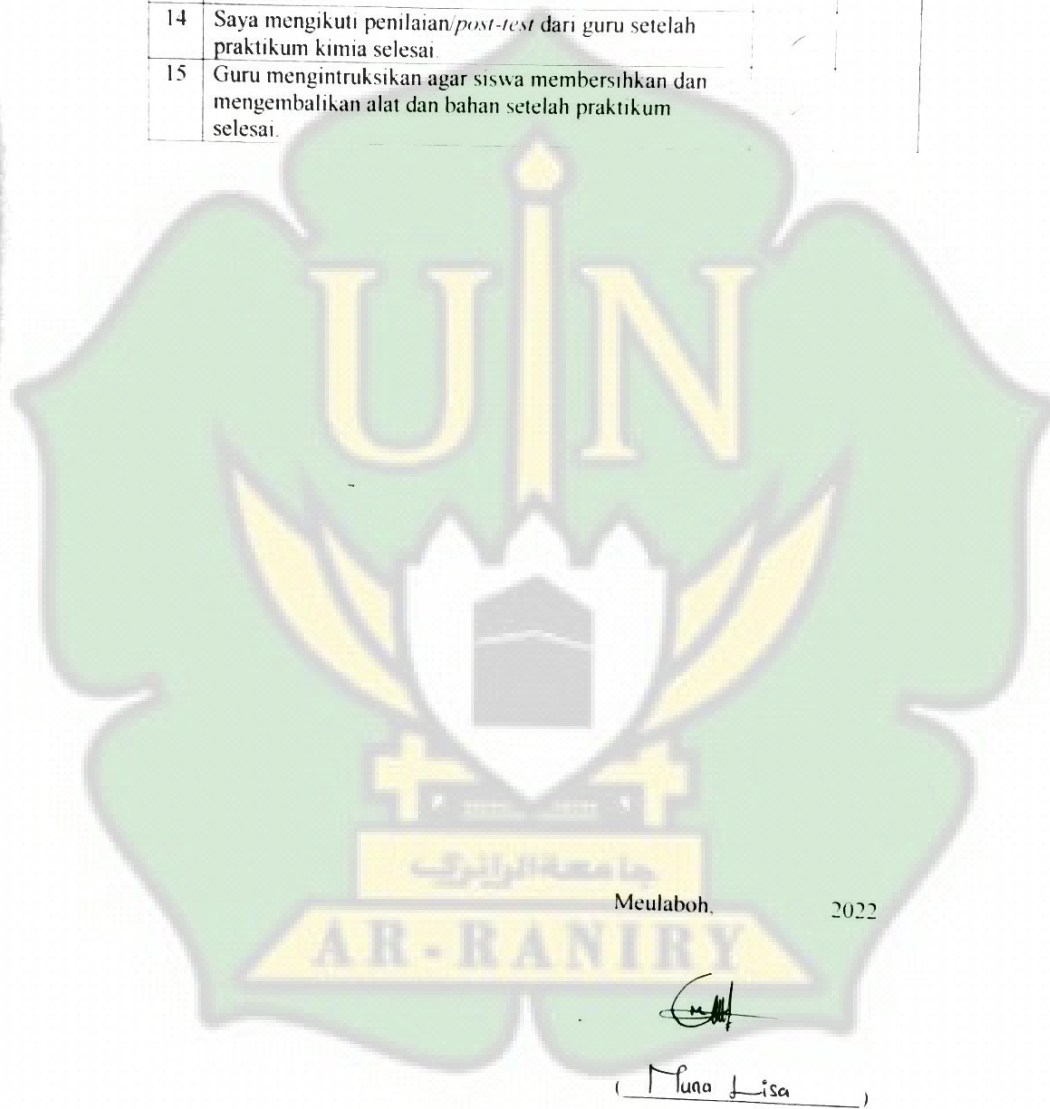 14 Saya mengikuti penilaian/post-test dari guru setelah
praktikum kimia selesai.
15 Guru mengintruksikan agar siswa membersihkan dan
mengembalikan alat dan bahan setelah praktikum
selesai.
UIN
جامعة الرانري
AR-RANIRY
Meulaboh, 2022
( Muna Lisa )